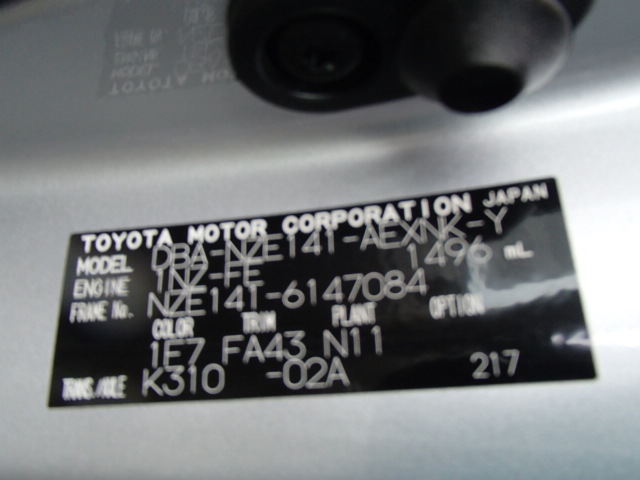 TOYOTA MOTOR CORPORATION JAPAN
MODEL DBA-NZE141-AEXNK-Y
ENGINE 1NZ-FE 1496 mL
FRAME No. NZE141-6147084
COLOR TRIM PLANT
1E7 FA43 N11
TRANS./AXLE K310 -02A 217